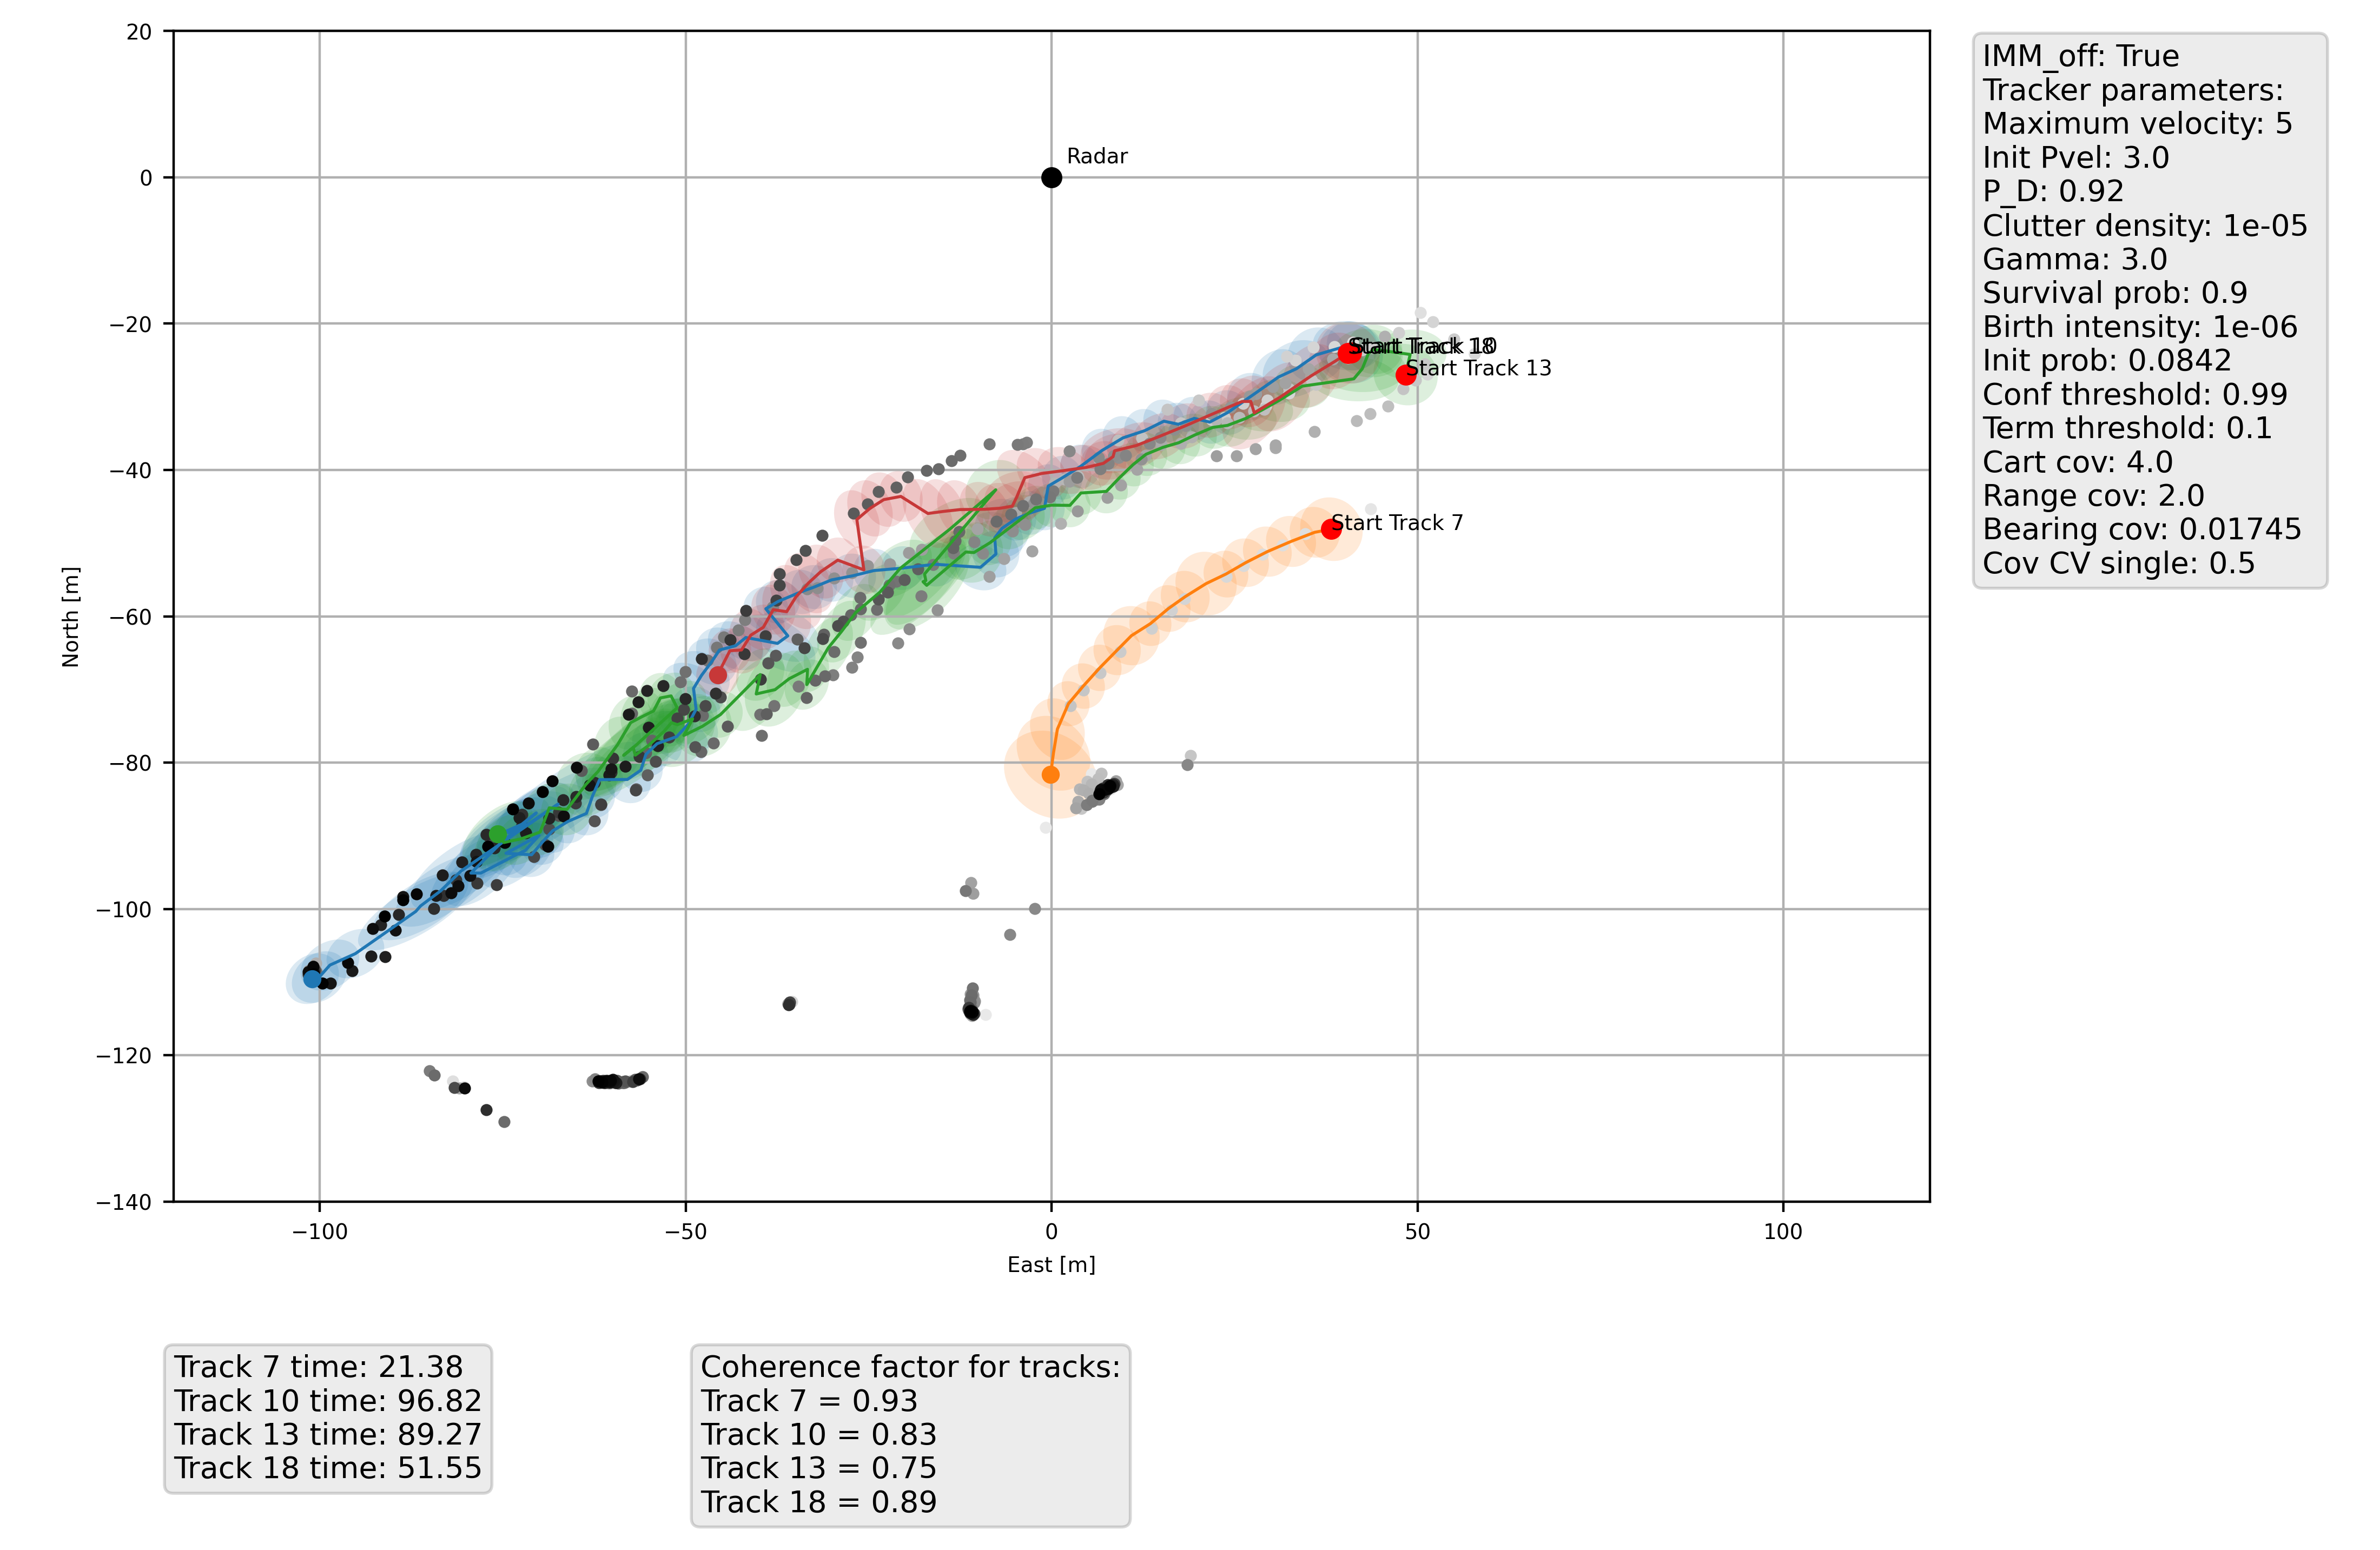 20
0
−20
−40
−60
−80
−100
−120
−140
−100
−50
0
50
100
North [m]
East [m]
Radar
Start Track 10
Start Track 18
Start Track 13
Start Track 7
IMM_off: True
Tracker parameters:
Maximum velocity: 5
Init Pvel: 3.0
P_D: 0.92
Clutter density: 1e-05
Gamma: 3.0
Survival prob: 0.9
Birth intensity: 1e-06
Init prob: 0.0842
Conf threshold: 0.99
Term threshold: 0.1
Cart cov: 4.0
Range cov: 2.0
Bearing cov: 0.01745
Cov CV single: 0.5
Track 7 time: 21.38
Track 10 time: 96.82
Track 13 time: 89.27
Track 18 time: 51.55
Coherence factor for tracks:
Track 7 = 0.93
Track 10 = 0.83
Track 13 = 0.75
Track 18 = 0.89